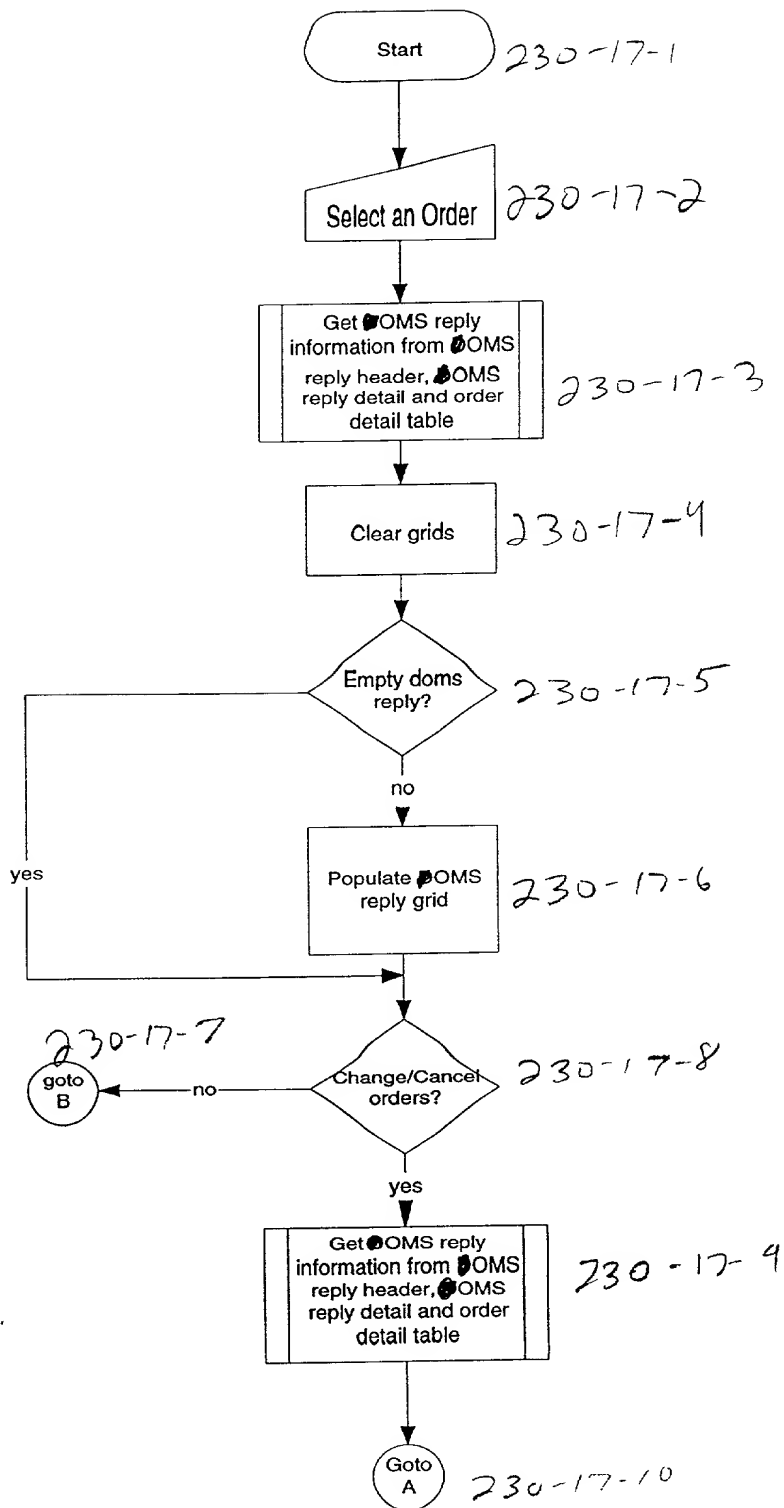 Start 230-17-1
Select an Order 230-17-2
Get OMS reply
information from OMS
reply header, OMS
reply detail and order
detail table
230-17-3
Clear grids 230-17-4
Empty doms
reply?
230-17-5
no
yes
Populate OMS
reply grid
230-17-6
230-17-7
goto
B
no
Change/Cancel
orders?
230-17-8
yes
Get OMS reply
information from OMS
reply header, OMS
reply detail and order
detail table
230-17-9
Goto
A
230-17-10